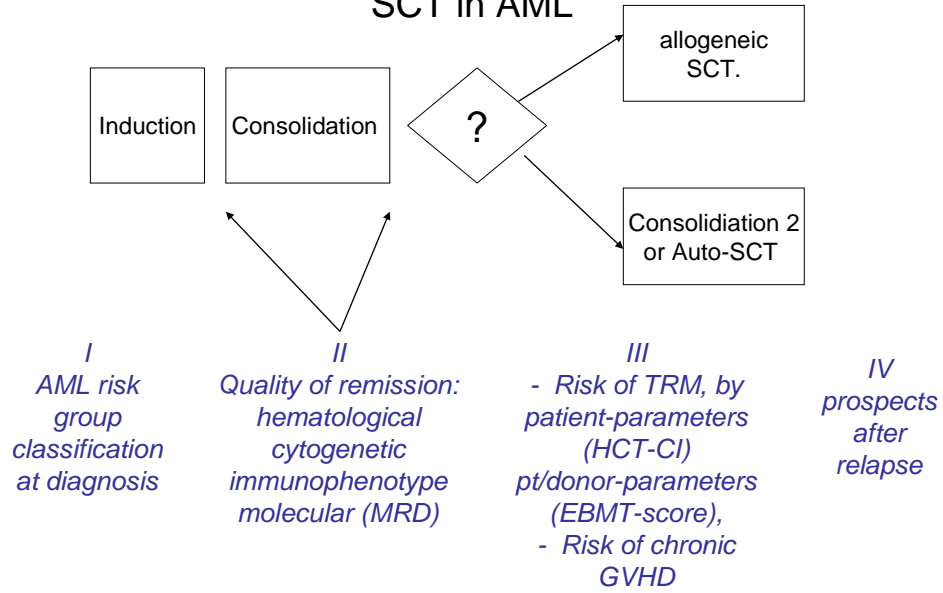 SCT in AML
allogeneic
SCT.
Induction
Consolidation
?
Consolidiation 2
or Auto-SCT
I
AML risk
group
classification
at diagnosis
II
Quality of remission:
hematological
cytogenetic
immunophenotype
molecular (MRD)
III
- Risk of TRM, by
patient-parameters
(HCT-CI)
pt/donor-parameters
(EBMT-score),
- Risk of chronic
GVHD
IV
prospects
after
relapse